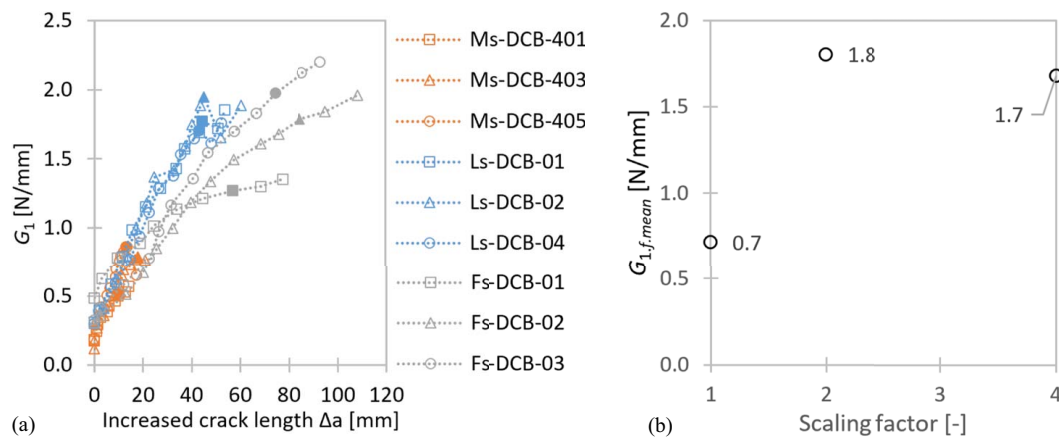 2.5
2.0
1.5
1.0
0.5
0.0
G1 [N/mm]
0 20 40 60 80 100 120
Increased crack length Δa [mm]
(a)
Ms-DCB-401
Ms-DCB-403
Ms-DCB-405
Ls-DCB-01
Ls-DCB-02
Ls-DCB-04
Fs-DCB-01
Fs-DCB-02
Fs-DCB-03
2.0
1.5
1.0
0.5
0.0
G1,f,mean [N/mm]
1.8
1.7
0.7
1 2 3 4
Scaling factor [-]
(b)